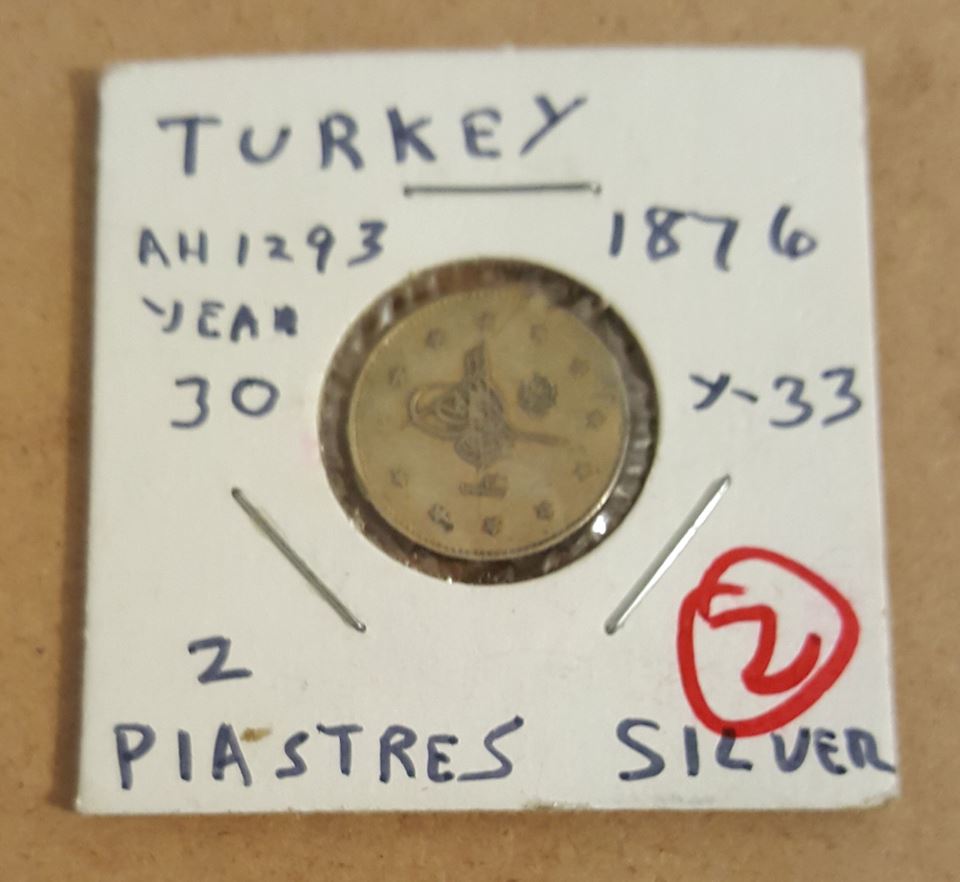 TURKEY
AH 1293 1876
YEAR
30 Y-33
2
2
PIASTRES SILVER